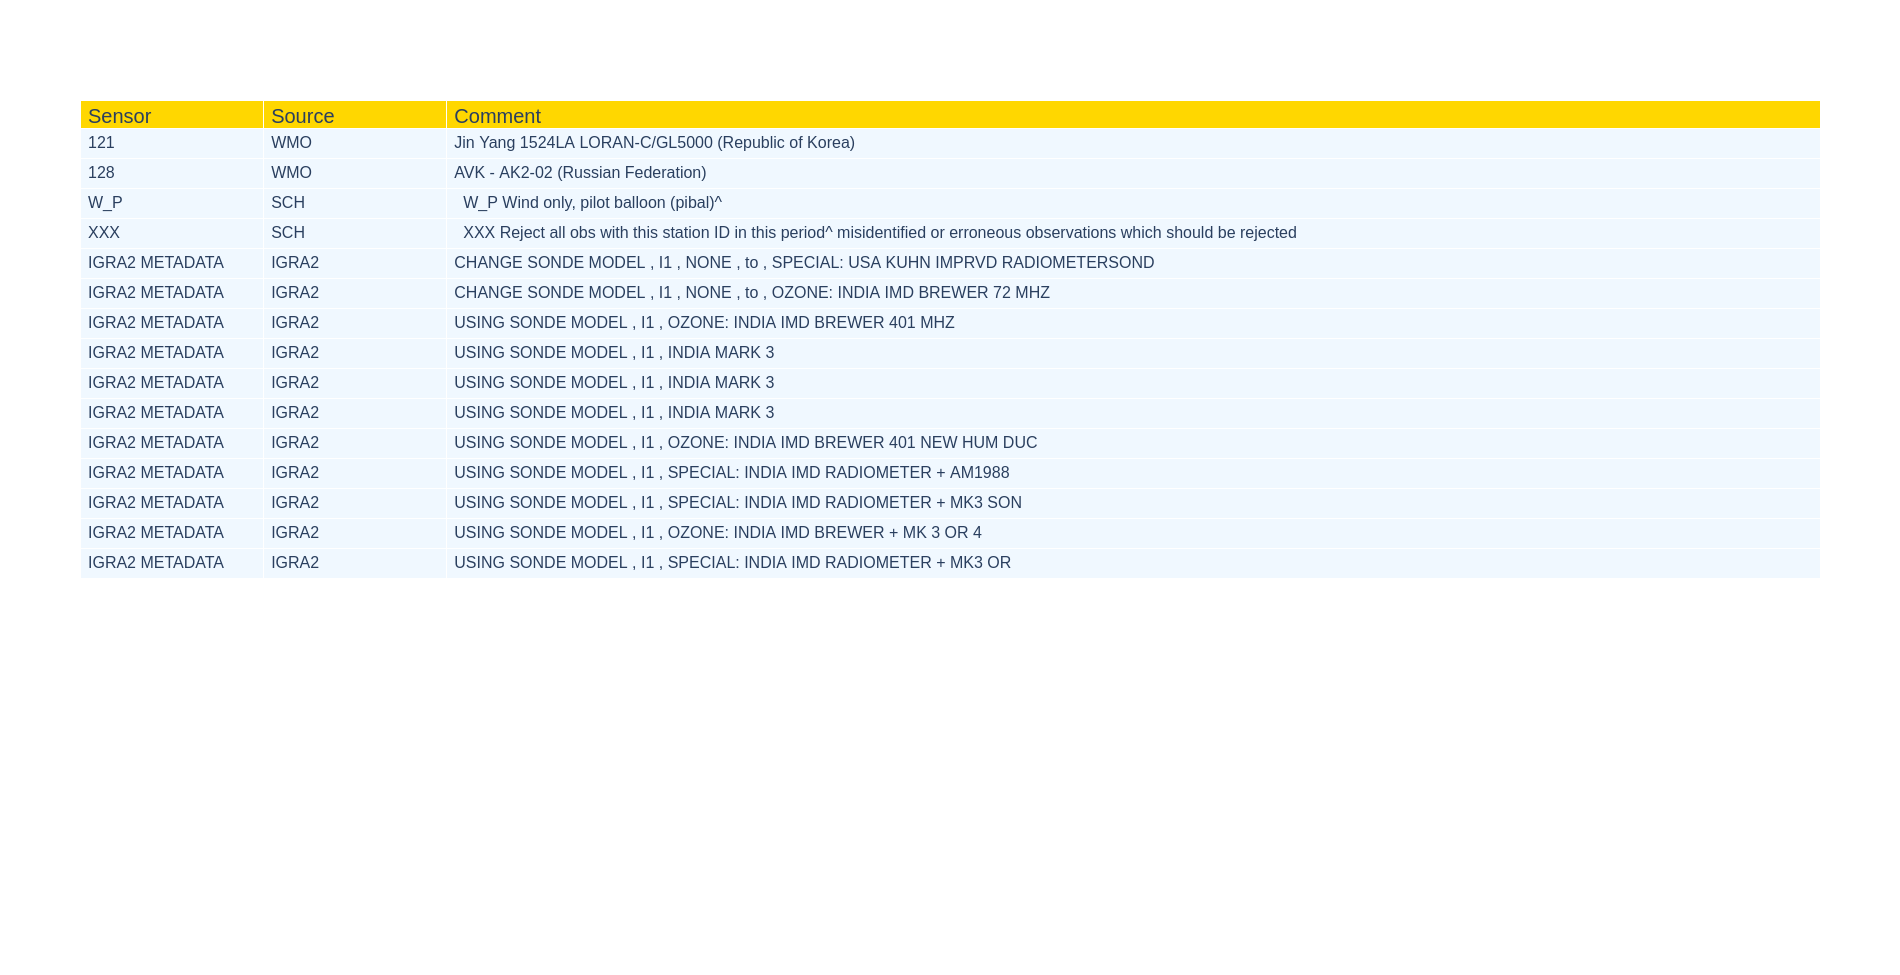 Sensor Source Comment
121 WMO Jin Yang 1524LA LORAN-C/GL5000 (Republic of Korea)
128 WMO AVK - AK2-02 (Russian Federation)
W_P SCH W_P Wind only, pilot balloon (pibal)^
XXX SCH XXX Reject all obs with this station ID in this period^ misidentified or erroneous observations which should be rejected
IGRA2 METADATA IGRA2 CHANGE SONDE MODEL , I1 , NONE , to , SPECIAL: USA KUHN IMPRVD RADIOMETERSOND
IGRA2 METADATA IGRA2 CHANGE SONDE MODEL , I1 , NONE , to , OZONE: INDIA IMD BREWER 72 MHZ
IGRA2 METADATA IGRA2 USING SONDE MODEL , I1 , OZONE: INDIA IMD BREWER 401 MHZ
IGRA2 METADATA IGRA2 USING SONDE MODEL , I1 , INDIA MARK 3
IGRA2 METADATA IGRA2 USING SONDE MODEL , I1 , INDIA MARK 3
IGRA2 METADATA IGRA2 USING SONDE MODEL , I1 , INDIA MARK 3
IGRA2 METADATA IGRA2 USING SONDE MODEL , I1 , OZONE: INDIA IMD BREWER 401 NEW HUM DUC
IGRA2 METADATA IGRA2 USING SONDE MODEL , I1 , SPECIAL: INDIA IMD RADIOMETER + AM1988
IGRA2 METADATA IGRA2 USING SONDE MODEL , I1 , SPECIAL: INDIA IMD RADIOMETER + MK3 SON
IGRA2 METADATA IGRA2 USING SONDE MODEL , I1 , OZONE: INDIA IMD BREWER + MK 3 OR 4
IGRA2 METADATA IGRA2 USING SONDE MODEL , I1 , SPECIAL: INDIA IMD RADIOMETER + MK3 OR